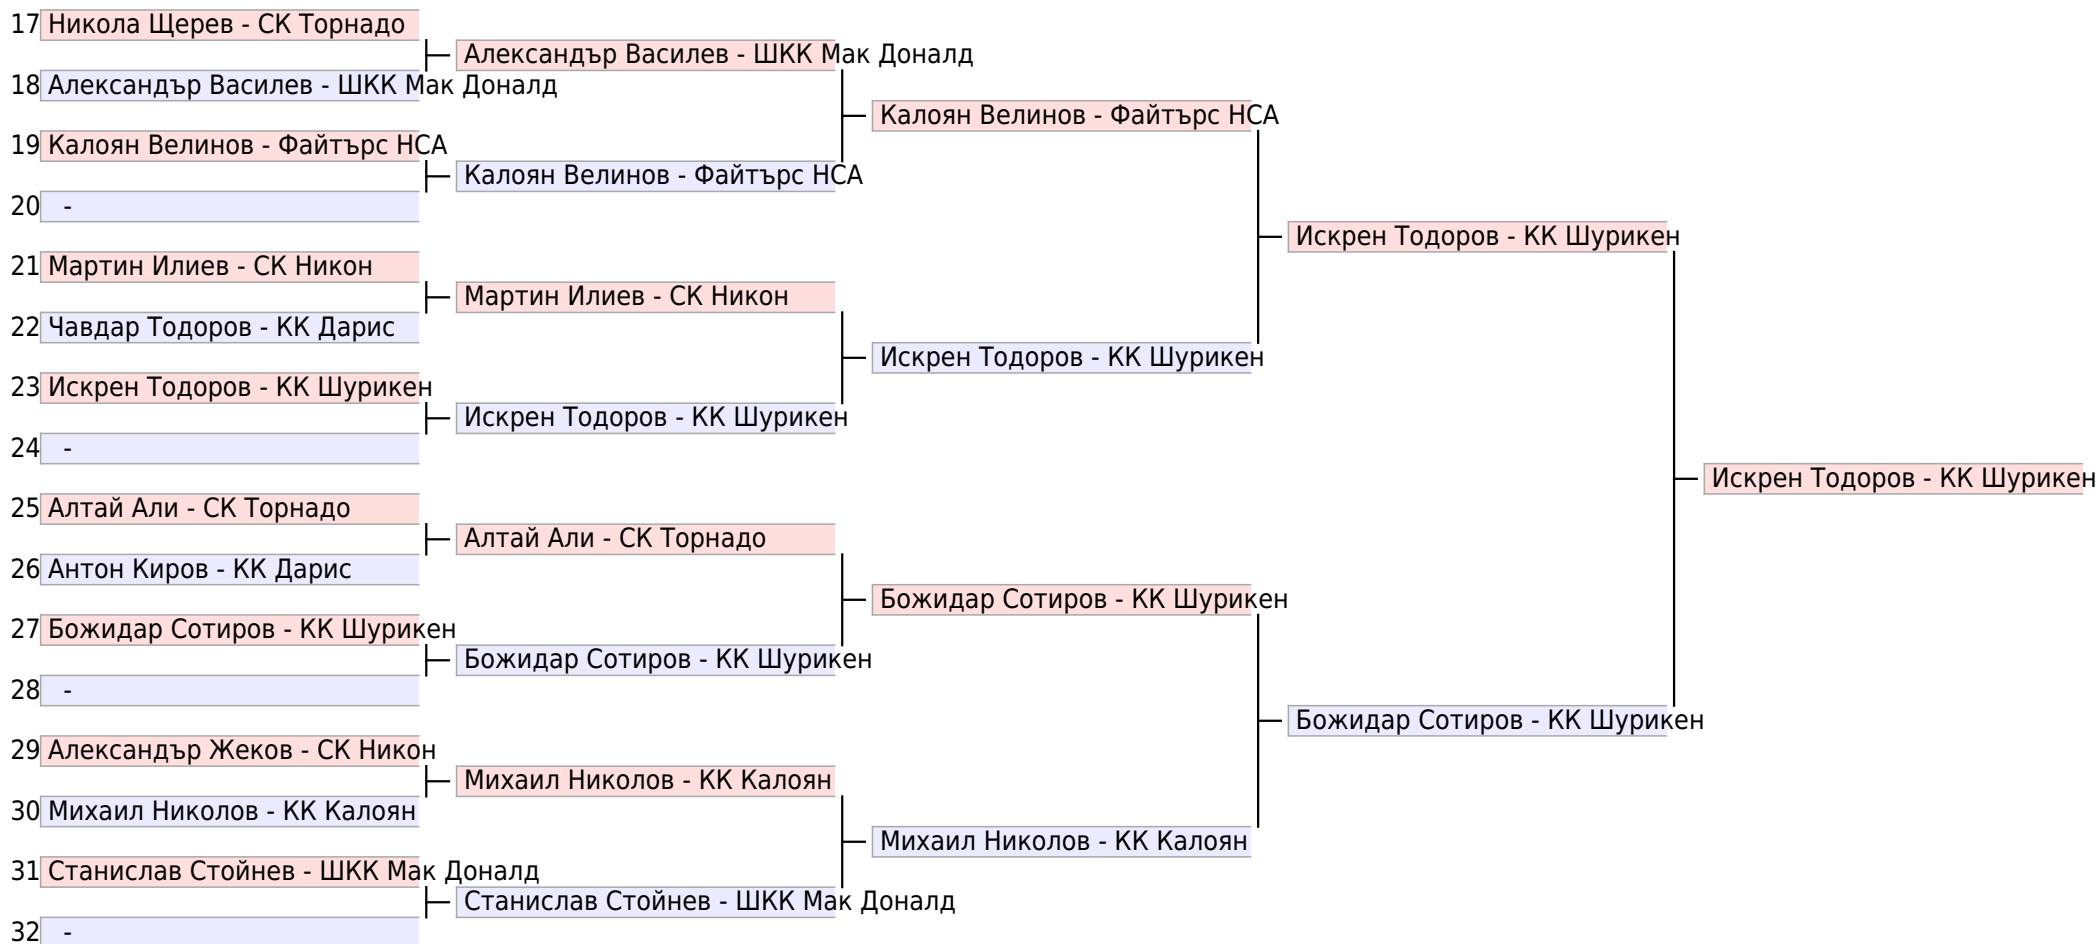 17 Никола Щерев - СК Торнадо
Александър Василев - ШКК Мак Доналд
18 Александър Василев - ШКК Мак Доналд
Калоян Велинов - Файтърс НСА
19 Калоян Велинов - Файтърс НСА
Калоян Велинов - Файтърс НСА
20 -
Искрен Тодоров - КК Шурикен
21 Мартин Илиев - СК Никон
Мартин Илиев - СК Никон
22 Чавдар Тодоров - КК Дарис
Искрен Тодоров - КК Шурикен
23 Искрен Тодоров - КК Шурикен
Искрен Тодоров - КК Шурикен
24 -
Искрен Тодоров - КК Шурикен
25 Алтай Али - СК Торнадо
Алтай Али - СК Торнадо
26 Антон Киров - КК Дарис
Божидар Сотиров - КК Шурикен
27 Божидар Сотиров - КК Шурикен
Божидар Сотиров - КК Шурикен
28 -
Божидар Сотиров - КК Шурикен
29 Александър Жеков - СК Никон
Михаил Николов - КК Калоян
30 Михаил Николов - КК Калоян
Михаил Николов - КК Калоян
31 Станислав Стойнев - ШКК Мак Доналд
Станислав Стойнев - ШКК Мак Доналд
32 -